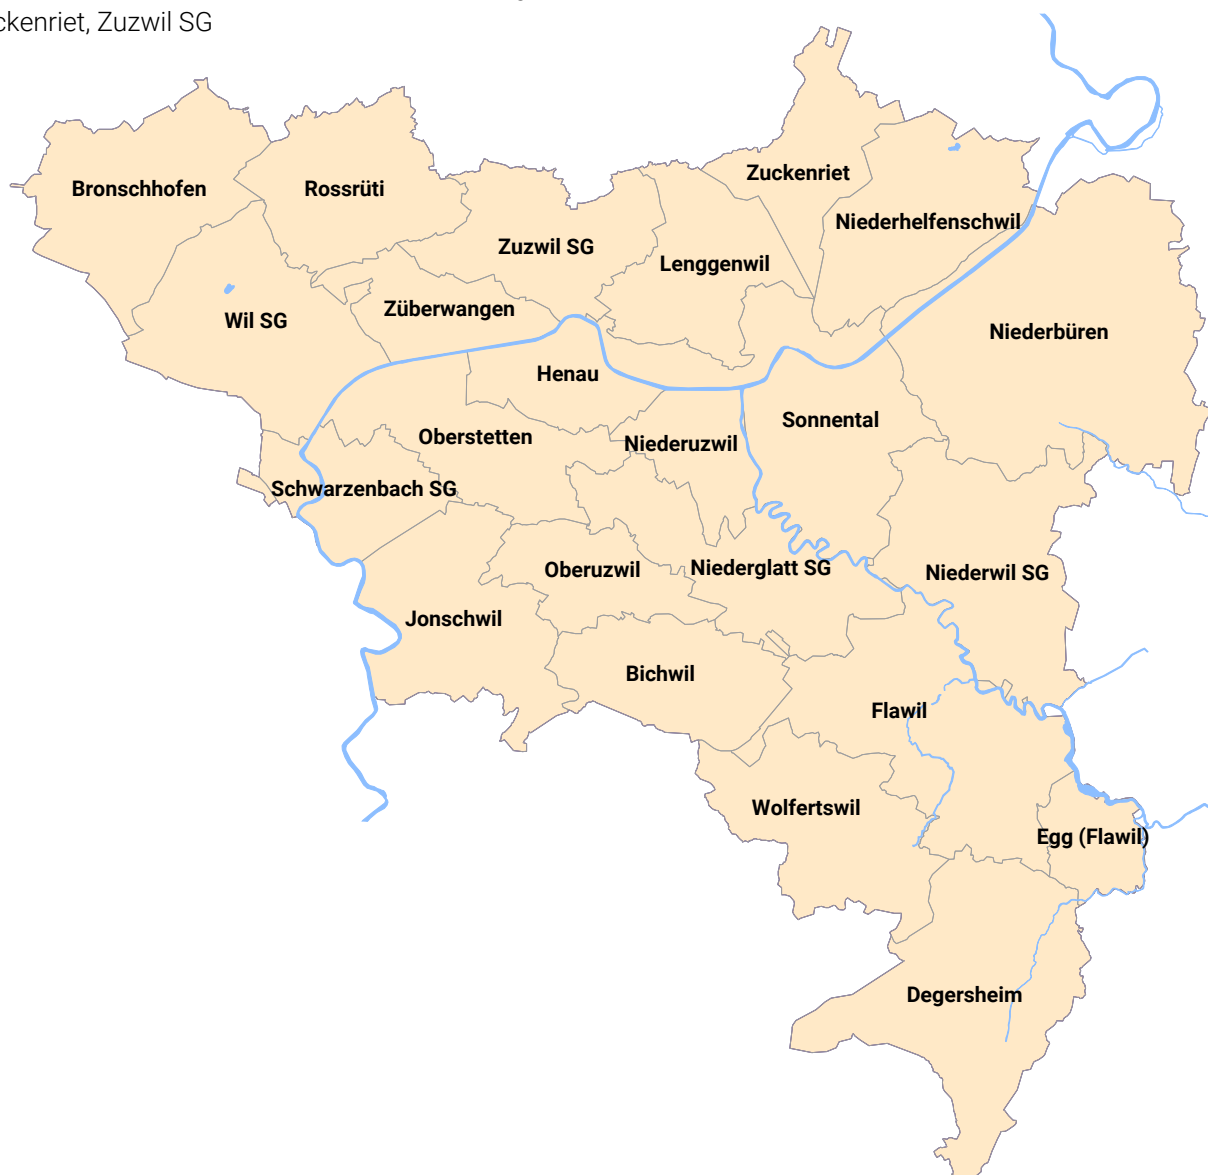 ckenriet, Zuzwil SG
Zuckenriet
Bronschhofen
Rossrüti
Niederhelfenschwil
Zuzwil SG
Lenggenwil
Züberwangen
Wil SG
Niederbüren
Henau
Sonnental
Oberstetten
Niederuzwil
Schwarzenbach SG
Oberuzwil
Niederglatt SG
Niederwil SG
Jonschwil
Bichwil
Flawil
Wolfertswil
Egg (Flawil)
Degersheim